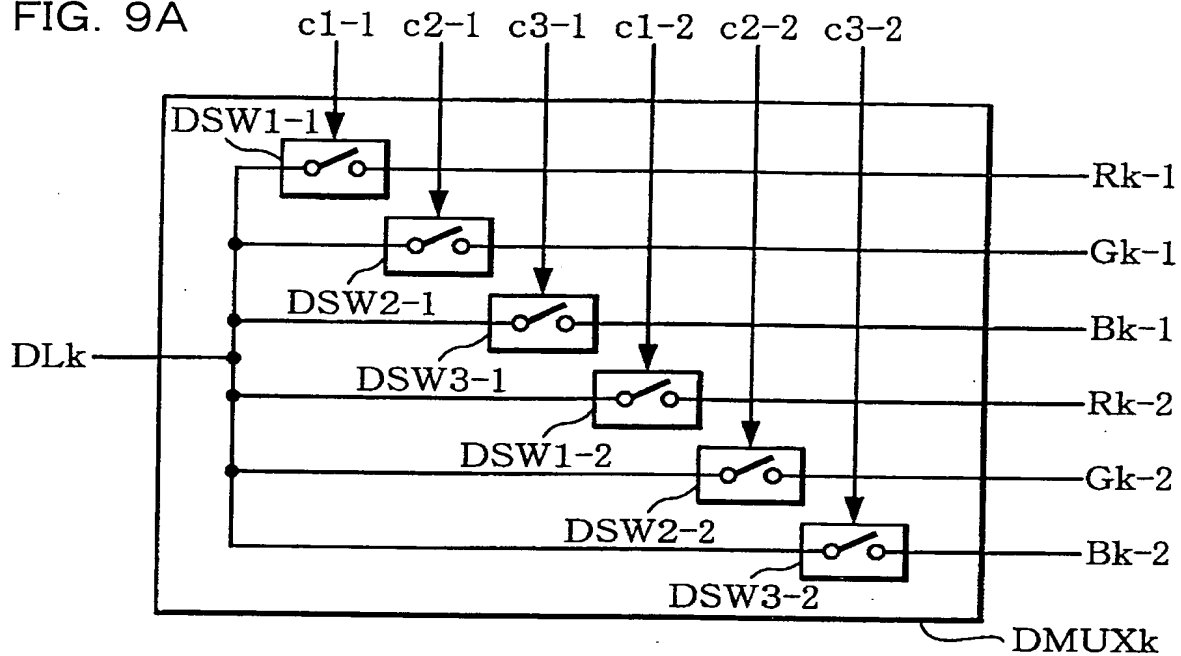 FIG. 9A
c1-1 c2-1 c3-1 c1-2 c2-2 c3-2
DSW1-1
Rk-1
Gk-1
DSW2-1
Bk-1
DLk
DSW3-1
Rk-2
DSW1-2
Gk-2
DSW2-2
Bk-2
DSW3-2
DMUXk